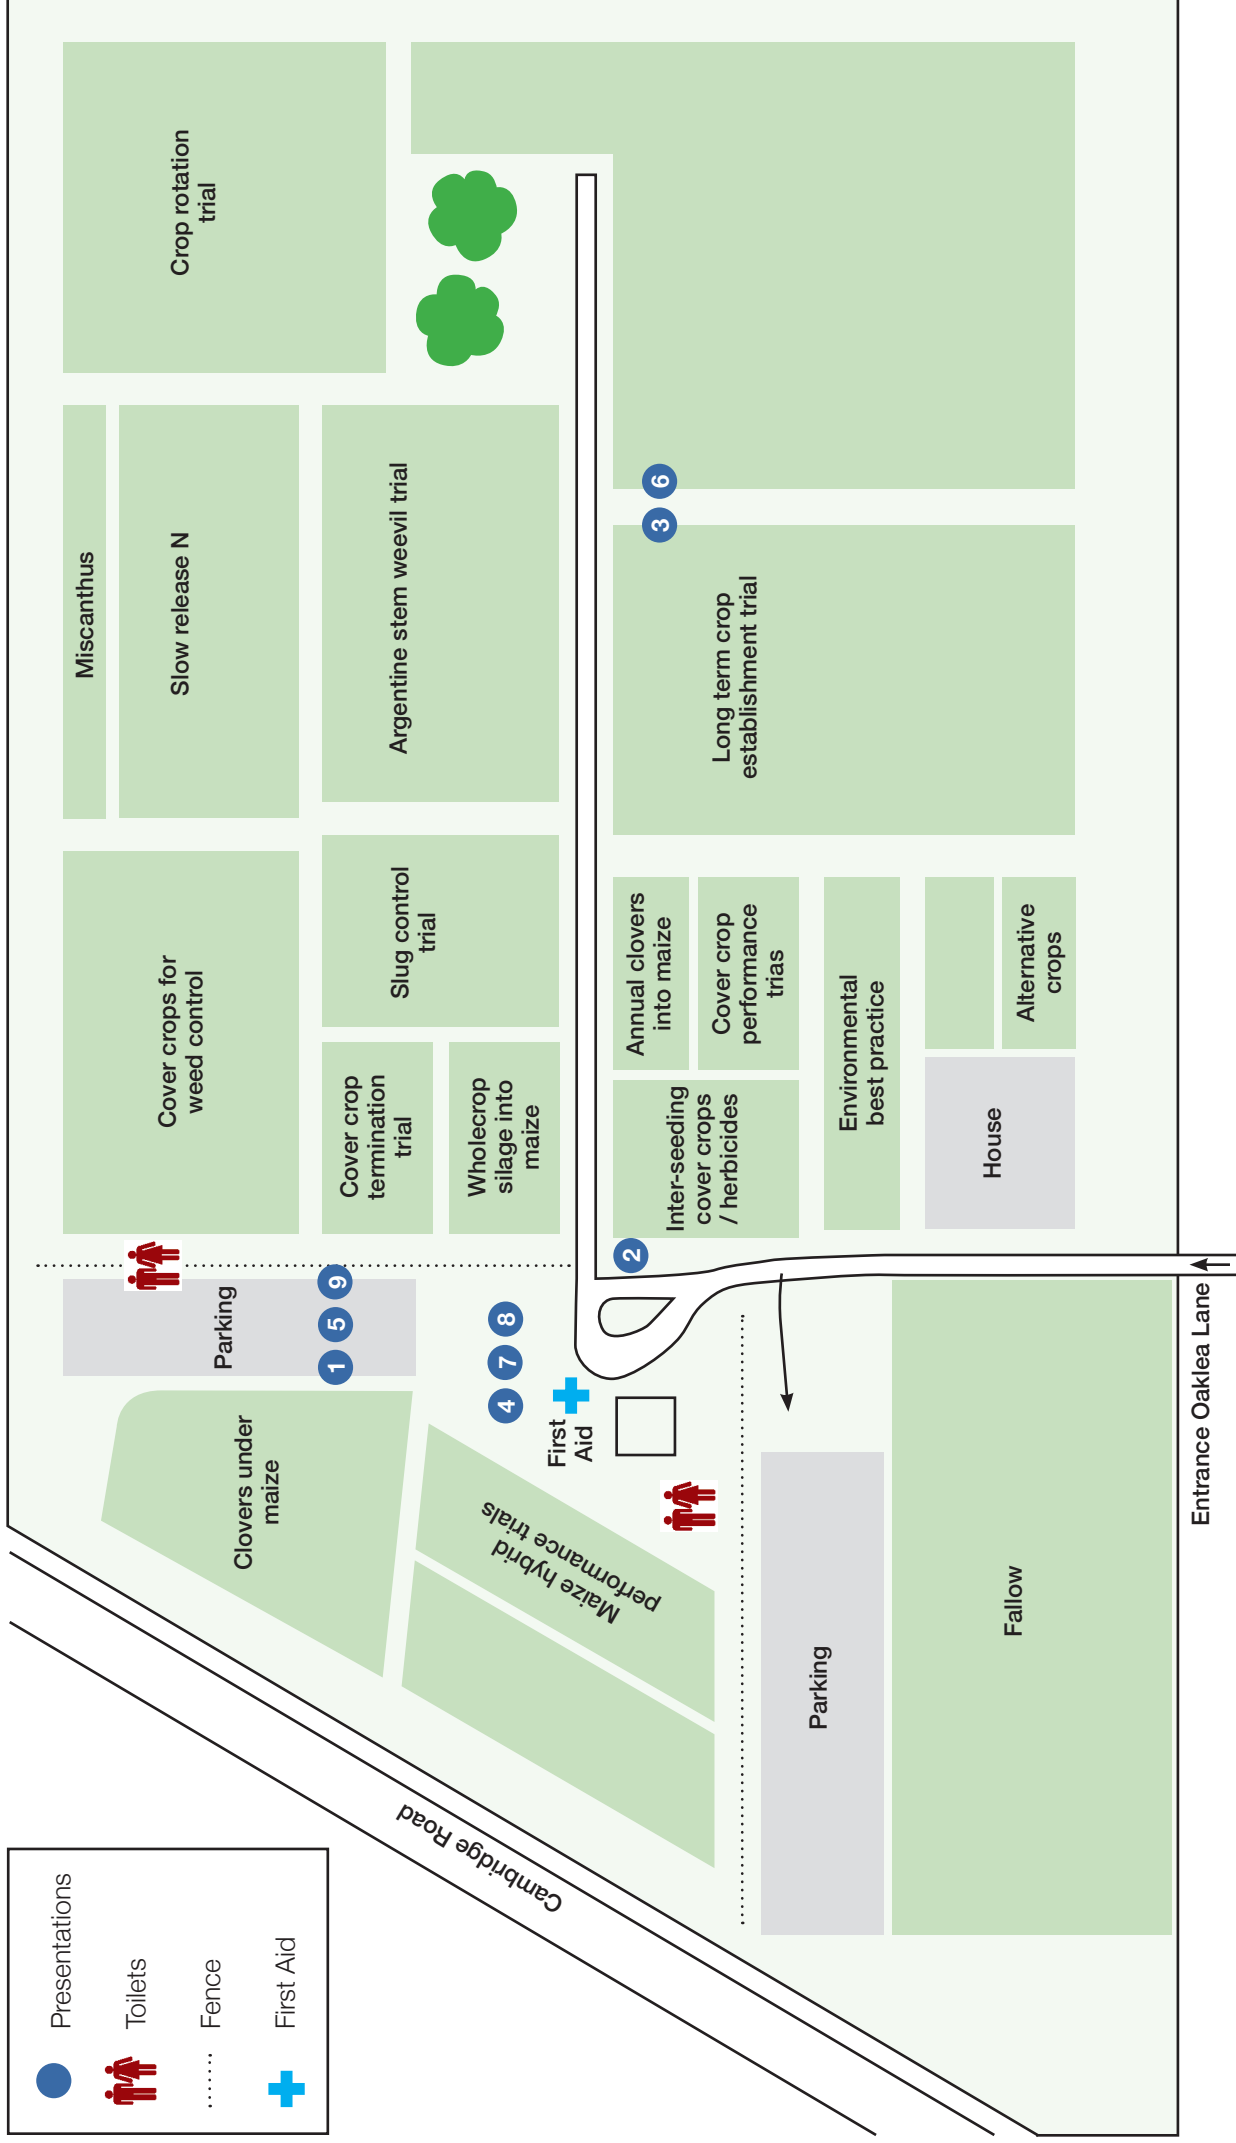 Presentations
Toilets
Fence
First Aid
Cambridge Road
Clovers under
maize
Parking
1
5
9
Cover crops for
weed control
Miscanthus
Slow release N
Crop rotation
trial
Cover crop
termination
trial
Slug control
trial
Argentine stem weevil trial
Wholecrop
silage into
maize
4
7
8
First
Aid
Maize hybrid
performance trials
2
Inter-seeding
cover crops
/ herbicides
Annual clovers
into maize
Cover crop
performance
trias
3
6
Long term crop
establishment trial
Environmental
best practice
Parking
House
Alternative
crops
Fallow
Entrance Oaklea Lane